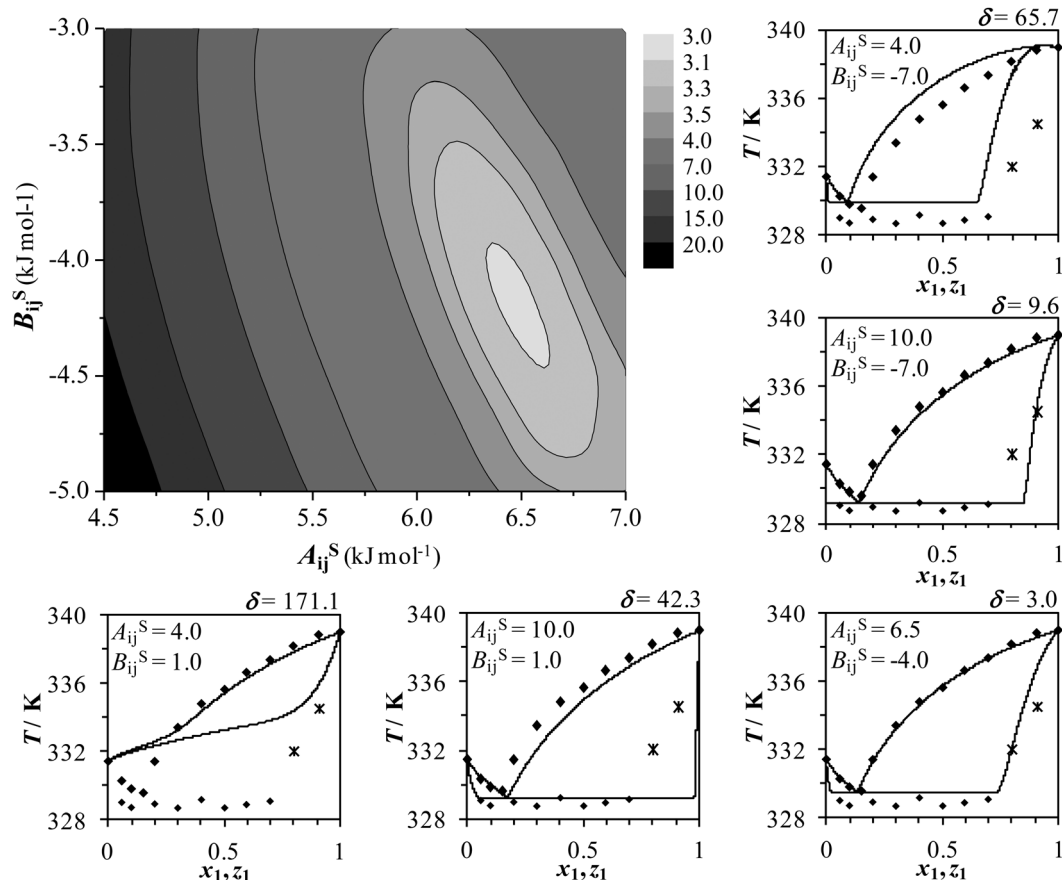 -3.0
-3.5
-4.0
-4.5
-5.0
B_ij^S (kJ mol-1)
4.5 5.0 5.5 6.0 6.5 7.0
A_ij^S (kJ mol^-1)
3.0
3.1
3.3
3.5
4.0
7.0
10.0
15.0
20.0
δ = 65.7
A_ij^S = 4.0
B_ij^S = -7.0
340
336
332
328
T / K
0 0.5 1
x1, z1
δ = 9.6
A_ij^S = 10.0
B_ij^S = -7.0
340
336
332
328
T / K
0 0.5 1
x1, z1
δ = 171.1
A_ij^S = 4.0
B_ij^S = 1.0
340
336
332
328
T / K
0 0.5 1
x1, z1
δ = 42.3
A_ij^S = 10.0
B_ij^S = 1.0
340
336
332
328
T / K
0 0.5 1
x1, z1
δ = 3.0
A_ij^S = 6.5
B_ij^S = -4.0
340
336
332
328
T / K
0 0.5 1
x1, z1